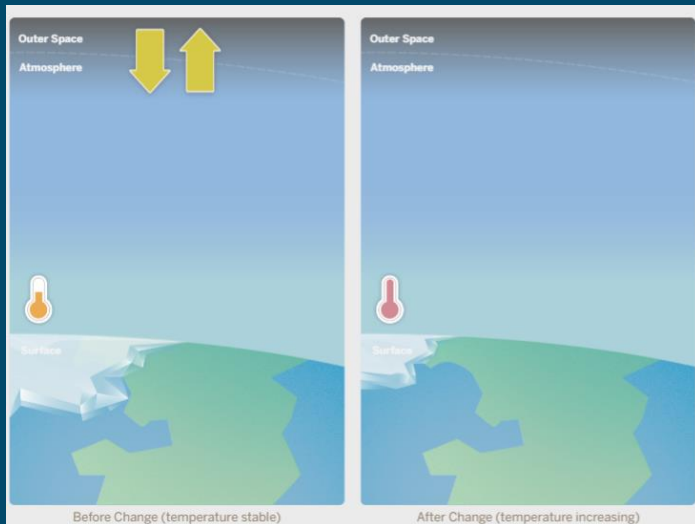 Outer Space
Atmosphere
Surface
Before Change (temperature stable)
Outer Space
Atmosphere
Surface
After Change (temperature increasing)